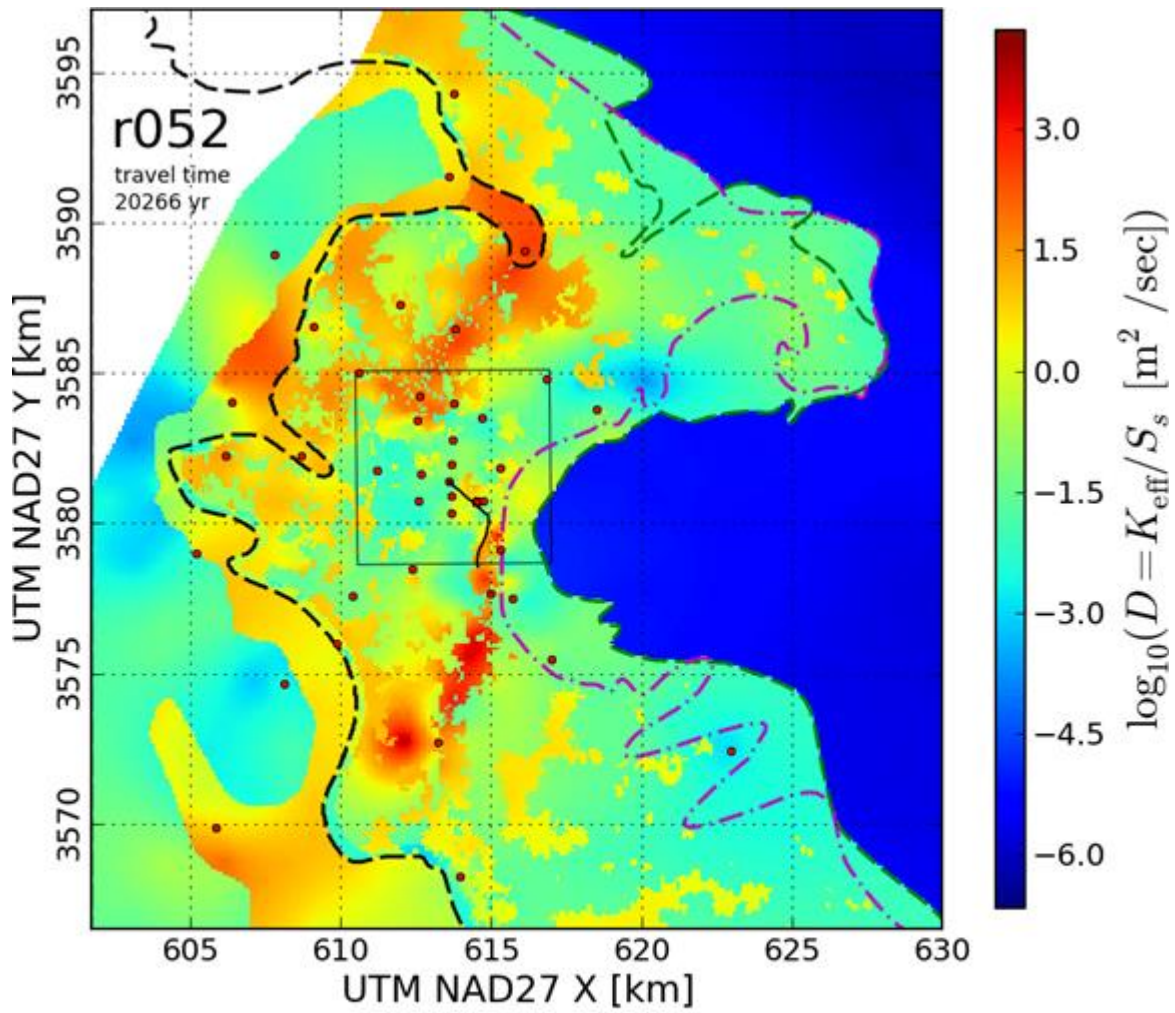 r052
travel time
20266 yr
3595
3590
3585
3580
3575
3570
UTM NAD27 Y [km]
605 610 615 620 625 630
UTM NAD27 X [km]
3.0
1.5
0.0
−1.5
−3.0
−4.5
−6.0
log₁₀(D = K_eff/S_s [m² /sec])